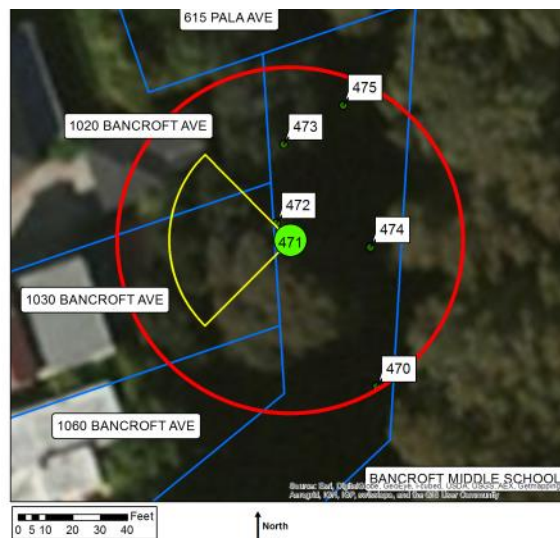 615 PALA AVE
475
1020 BANCROFT AVE
473
472
474
471
1030 BANCROFT AVE
470
1060 BANCROFT AVE
BANCROFT MIDDLE SCHOOL
Source: Esri, DigitalGlobe, GeoEye, i-cubed, USDA, USGS, AEX, Getmapping,
Aerogrid, IGN, IGP, swisstopo, and the GIS User Community
Feet
0 5 10 20 30 40
North